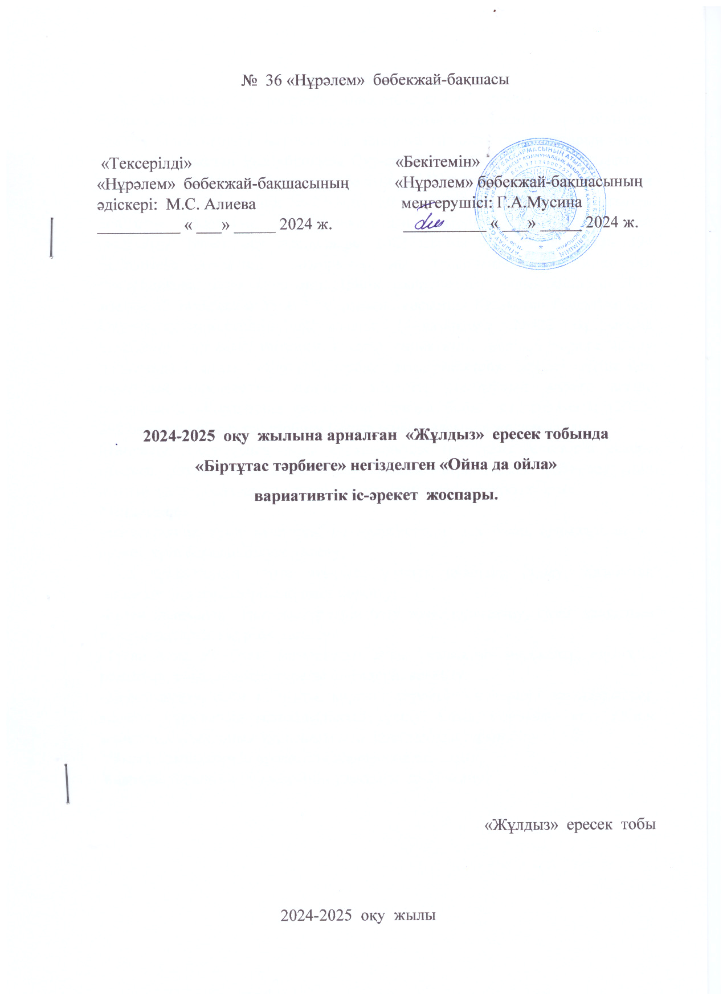 № 36 «Нұрәлем» бөбекжай-бақшасы
«Тексерілді»
«Нұрәлем» бөбекжай-бақшасының
әдіскері: М.С. Алиева
__________ « ___» _____ 2024 ж.
«Бекітемін»
«Нұрәлем» бөбекжай-бақшасының
меңгерушісі: Г.А.Мусина
__________ « ___» _____ 2024 ж.
2024-2025 оқу жылына арналған «Жұлдыз» ересек тобында
«Біртұтас тәрбиеге» негізделген «Ойна да ойла»
вариативтік іс-әрекет жоспары.
«Жұлдыз» ересек тобы
2024-2025 оқу жылы